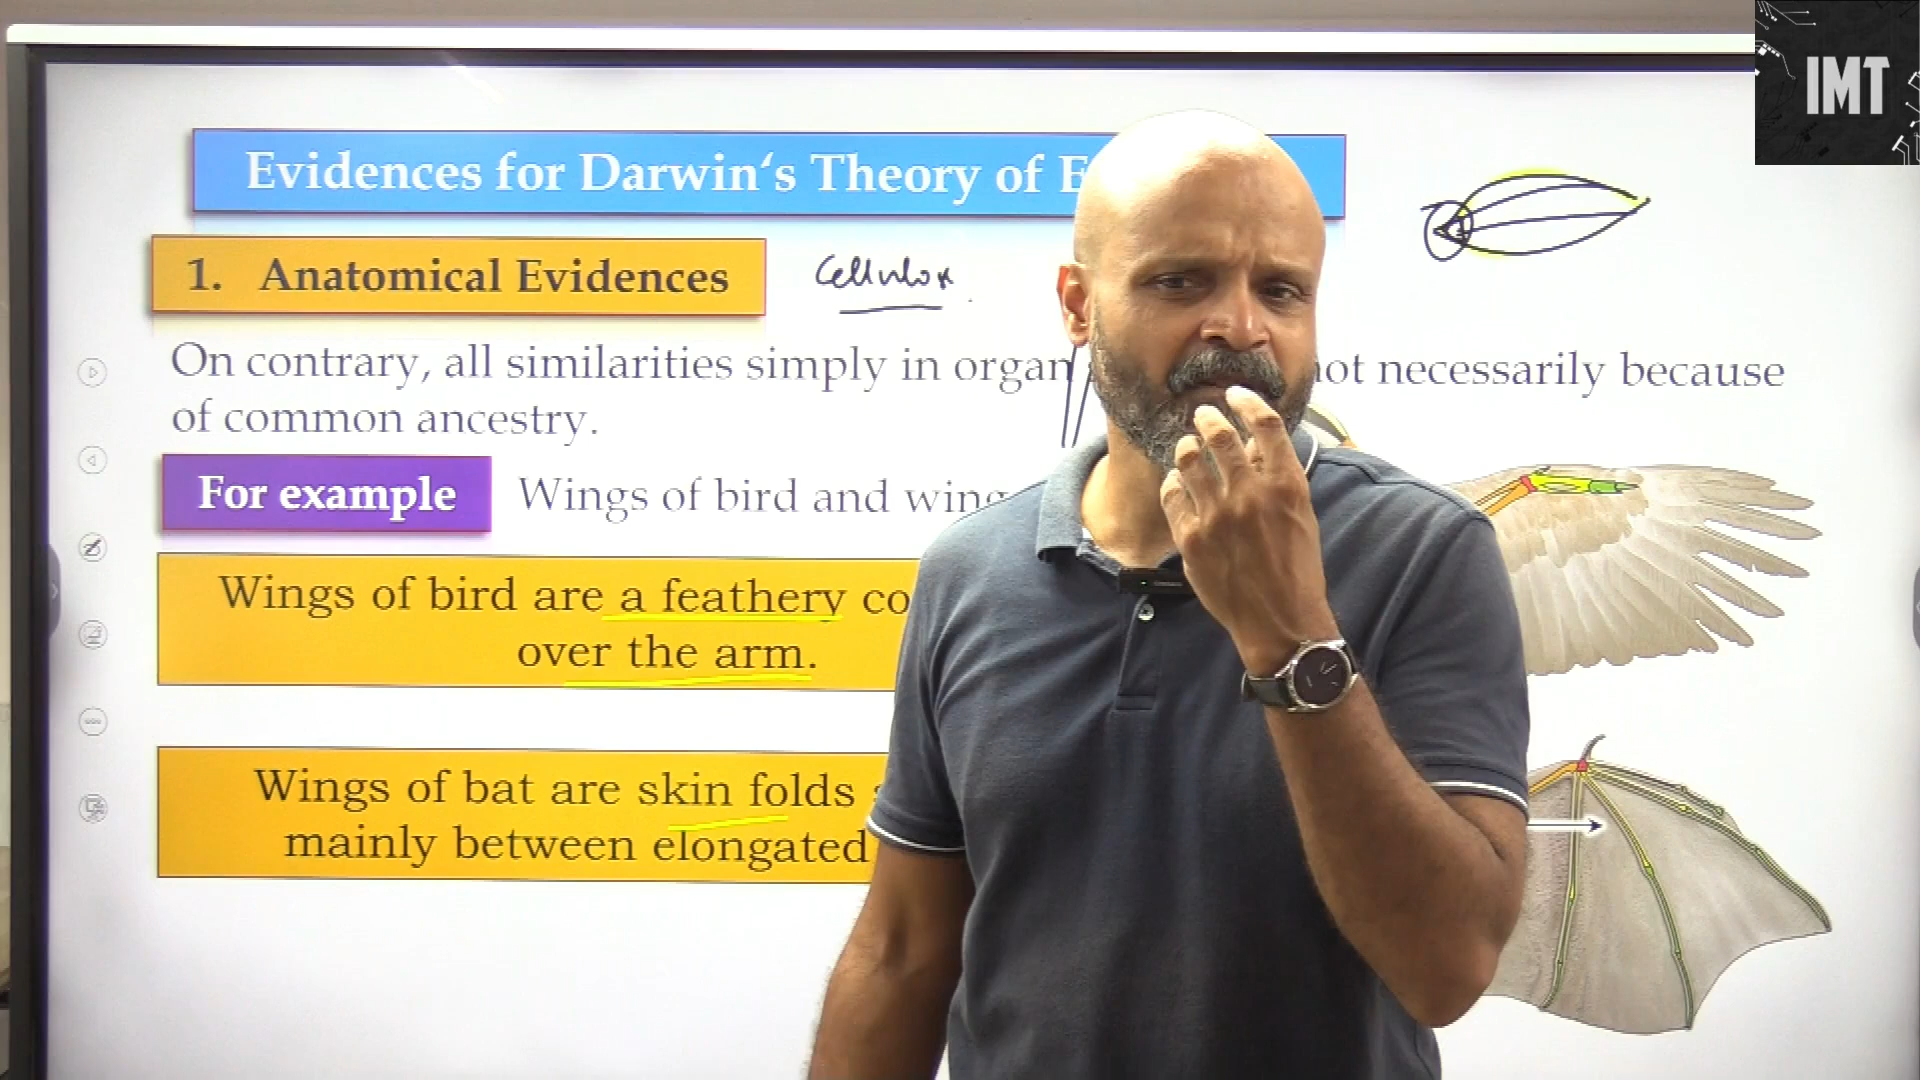 IMT
Evidences for Darwin‘s Theory of E
1. Anatomical Evidences
Cellulose
On contrary, all similarities simply in organ not necessarily because
of common ancestry.
For example
Wings of bird and wing
Wings of bird are a feathery co
over the arm.
Wings of bat are skin folds
mainly between elongated